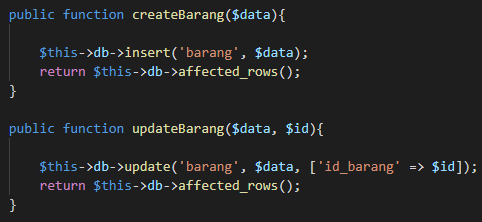 public function createBarang($data){
$this->db->insert('barang', $data);
return $this->db->affected_rows();
}
public function updateBarang($data, $id){
$this->db->update('barang', $data, ['id_barang' => $id]);
return $this->db->affected_rows();
}